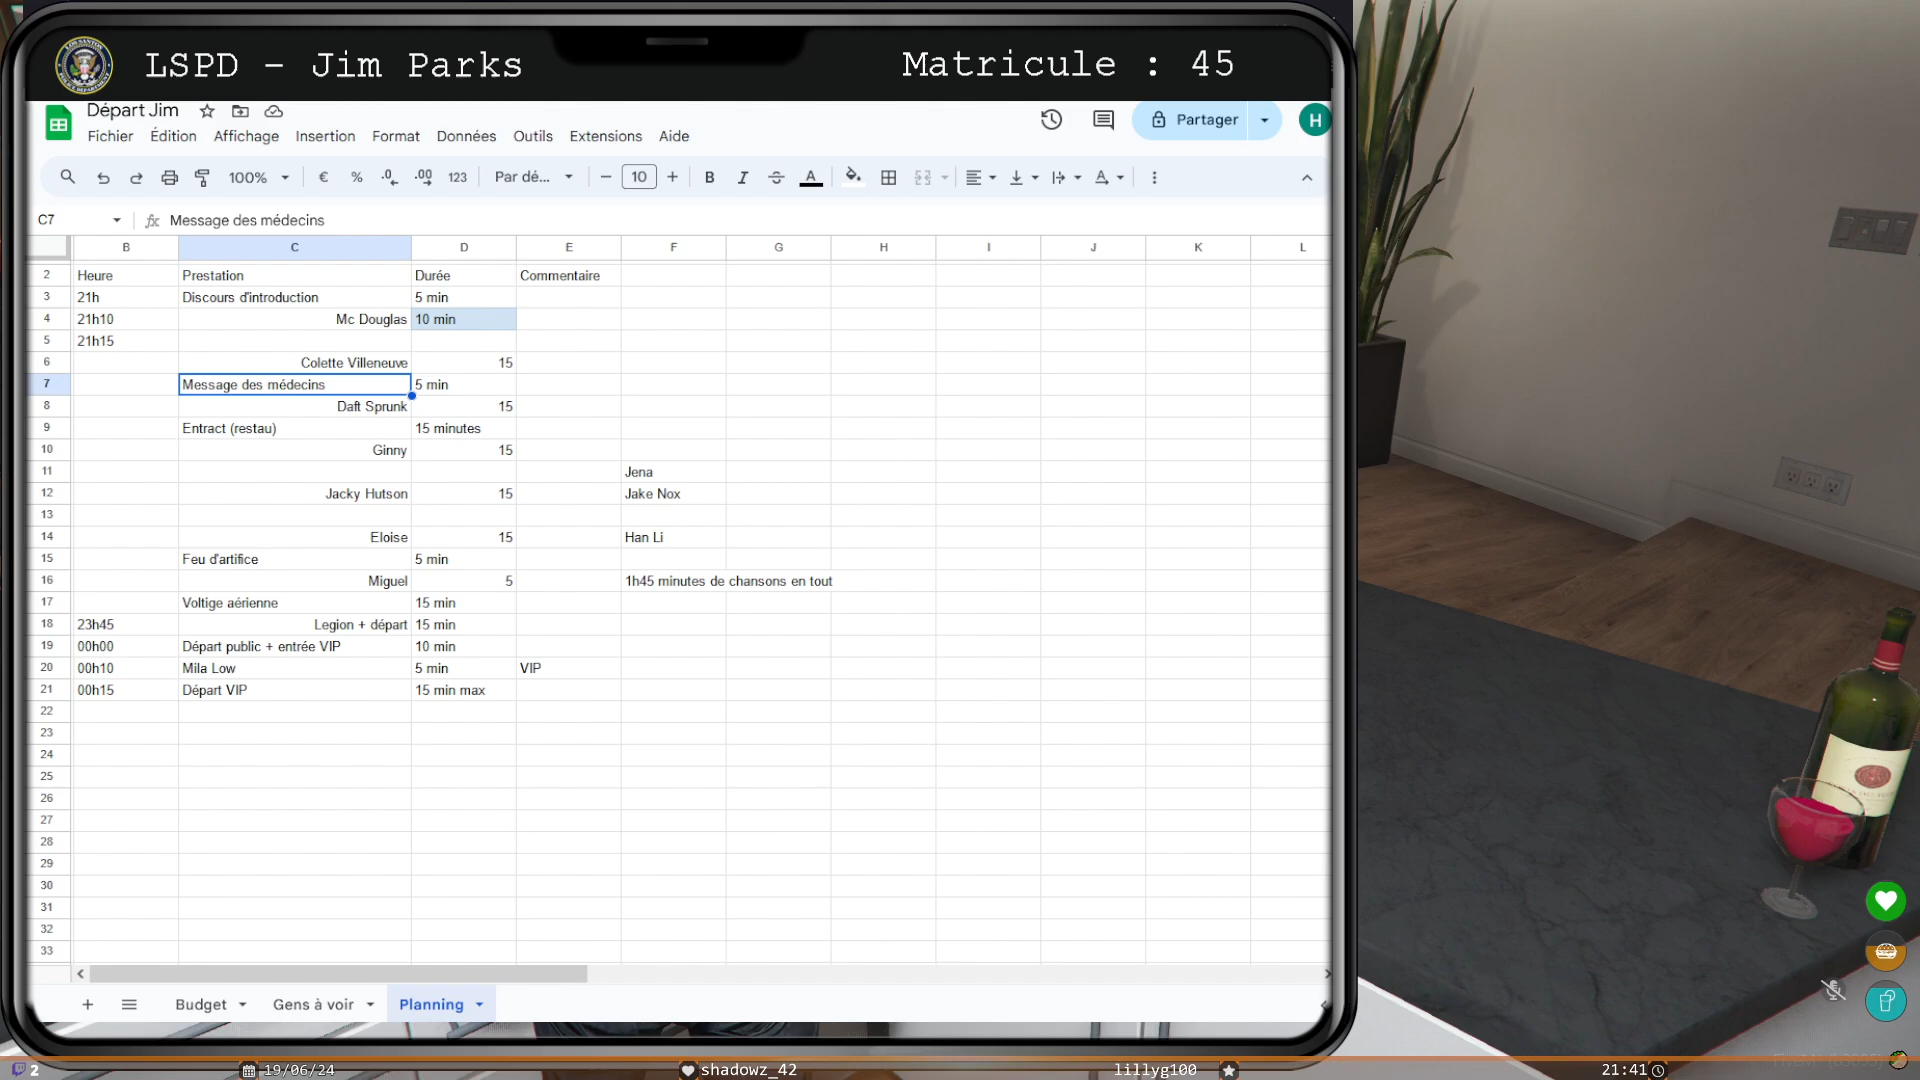 LSPD - Jim Parks
Matricule : 45
Départ Jim
Partager
H
Fichier Édition Affichage Insertion Format Données Outils Extensions Aide
100% € % .0 .00 123 Par dé... 10 B I A A
C7 fx Message des médecins
B C D E F G H I J K L
2 Heure Prestation Durée Commentaire
3 21h Discours d'introduction 5 min
4 21h10 Mc Douglas 10 min
5 21h15
6 Colette Villeneuve 15
7 Message des médecins 5 min
8 Daft Sprunk 15
9 Entract (restau) 15 minutes
10 Ginny 15
11 Jena
12 Jacky Hutson 15 Jake Nox
13
14 Eloise 15 Han Li
15 Feu d'artifice 5 min
16 Miguel 5 1h45 minutes de chansons en tout
17 Voltige aérienne 15 min
18 23h45 Legion + départ 15 min
19 00h00 Départ public + entrée VIP 10 min
20 00h10 Mila Low 5 min VIP
21 00h15 Départ VIP 15 min max
22
23
24
25
26
27
28
29
30
31
32
33
Budget Gens à voir Planning
2 19/06/24 shadowz_42 lillyg100 21:41